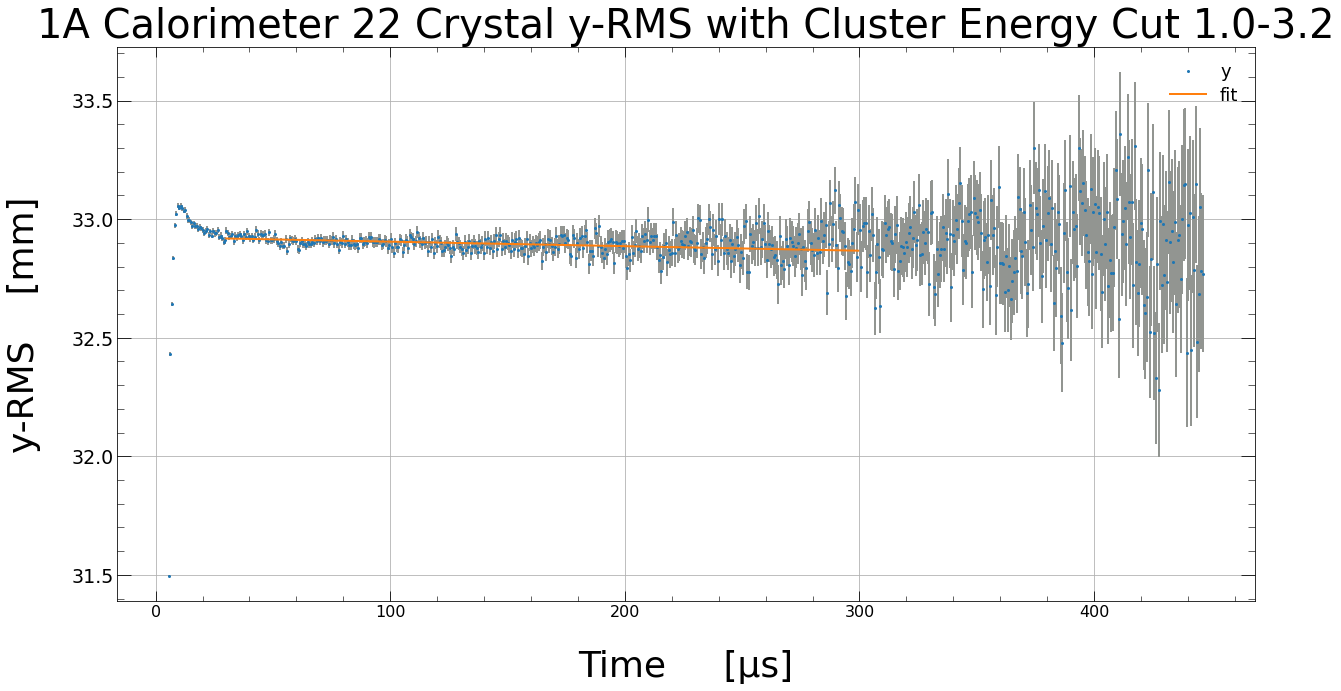 1A Calorimeter 22 Crystal y-RMS with Cluster Energy Cut 1.0-3.2
y
fit
33.5
33.0
32.5
32.0
31.5
y-RMS [mm]
0 100 200 300 400
Time [µs]